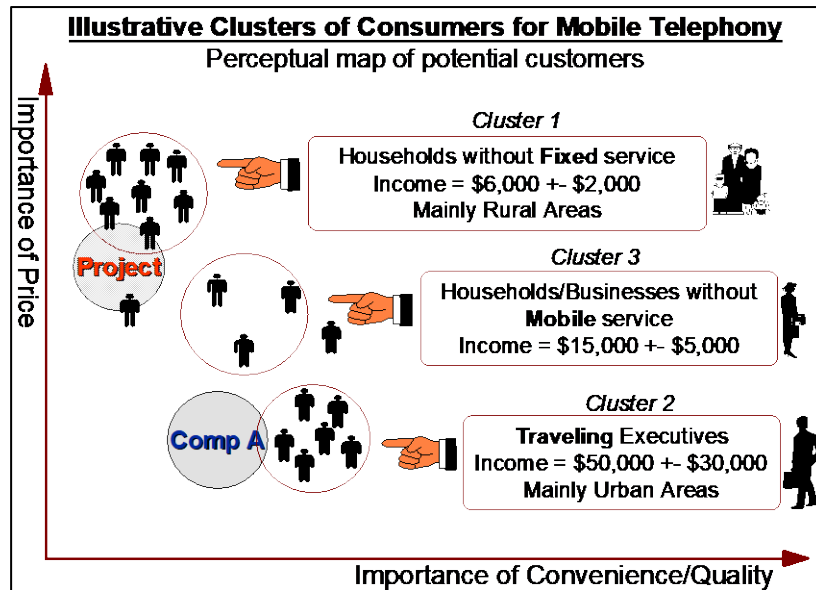 Illustrative Clusters of Consumers for Mobile Telephony
Perceptual map of potential customers
Importance of Price
Cluster 1
Households without Fixed service
Income = $6,000 +- $2,000
Mainly Rural Areas
Project
Cluster 3
Households/Businesses without
Mobile service
Income = $15,000 +- $5,000
Comp A
Cluster 2
Traveling Executives
Income = $50,000 +- $30,000
Mainly Urban Areas
Importance of Convenience/Quality